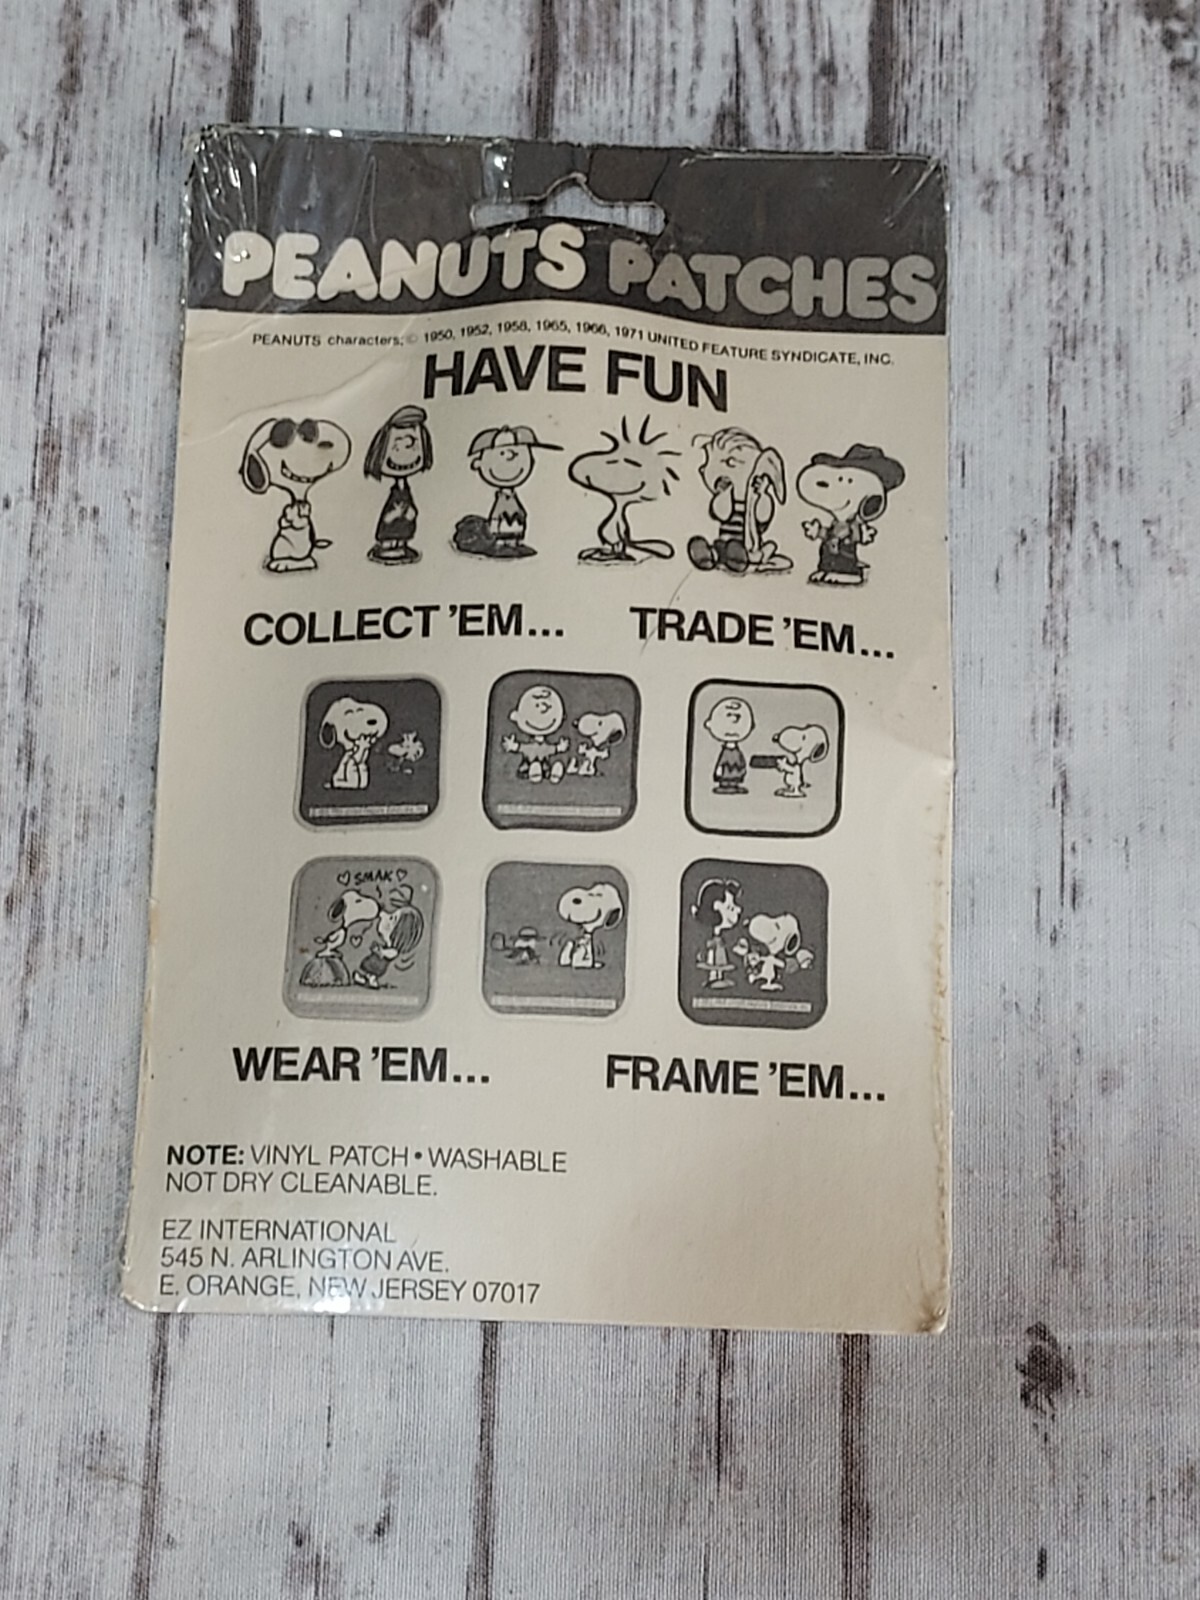 PEANUTS PATCHES
PEANUTS characters; © 1950, 1952, 1958, 1965, 1966, 1971 UNITED FEATURE SYNDICATE, INC.
HAVE FUN
COLLECT 'EM... TRADE 'EM...
♡ SMAK ♡
WEAR 'EM... FRAME 'EM...
NOTE: VINYL PATCH • WASHABLE
NOT DRY CLEANABLE.
EZ INTERNATIONAL
545 N. ARLINGTON AVE.
E. ORANGE, NEW JERSEY 07017